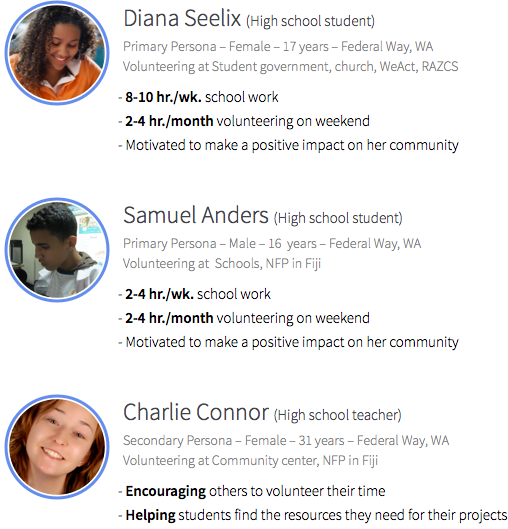 Diana Seelix (High school student)
Primary Persona – Female – 17 years – Federal Way, WA
Volunteering at Student government, church, WeAct, RAZCS
- 8-10 hr./wk. school work
- 2-4 hr./month volunteering on weekend
- Motivated to make a positive impact on her community
Samuel Anders (High school student)
Primary Persona – Male – 16  years – Federal Way, WA
Volunteering at  Schools, NFP in Fiji
- 2-4 hr./wk. school work
- 2-4 hr./month volunteering on weekend
- Motivated to make a positive impact on her community
Charlie Connor (High school teacher)
Secondary Persona – Female – 31 years – Federal Way, WA
Volunteering at Community center, NFP in Fiji
- Encouraging others to volunteer their time
- Helping students find the resources they need for their projects